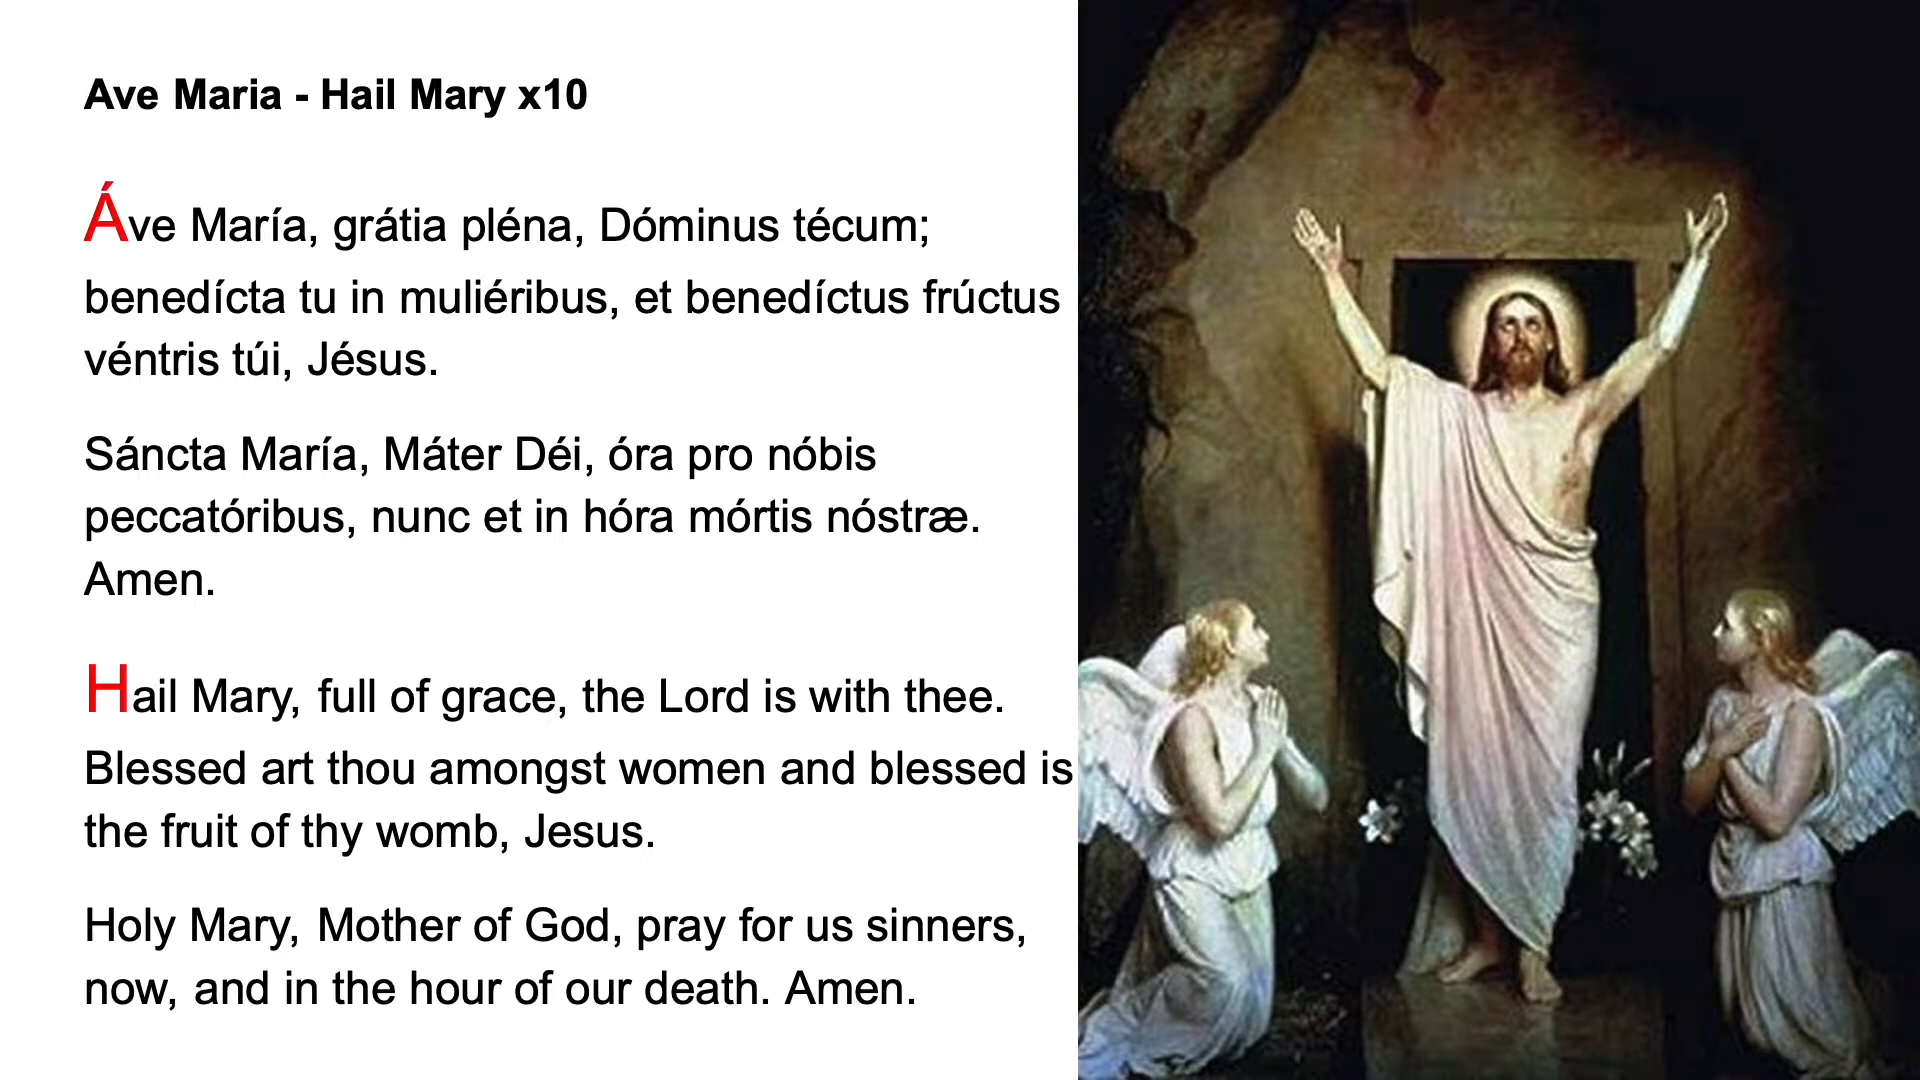 Ave Maria - Hail Mary x10
Áve María, grátia pléna, Dóminus técum;
benedícta tu in muliéribus, et benedíctus frúctus
véntris túi, Jésus.
Sáncta María, Máter Déi, óra pro nóbis
peccatóribus, nunc et in hóra mórtis nóstræ.
Amen.
Hail Mary, full of grace, the Lord is with thee.
Blessed art thou amongst women and blessed is
the fruit of thy womb, Jesus.
Holy Mary, Mother of God, pray for us sinners,
now, and in the hour of our death. Amen.